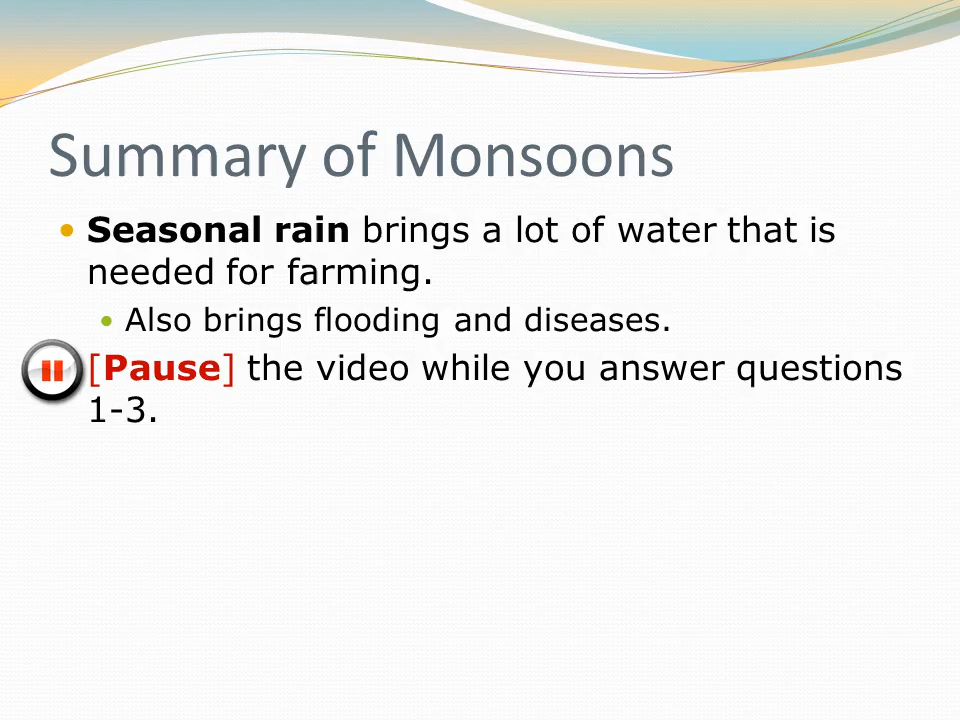 Summary of Monsoons
Seasonal rain brings a lot of water that is
needed for farming.
Also brings flooding and diseases.
[Pause] the video while you answer questions
1-3.